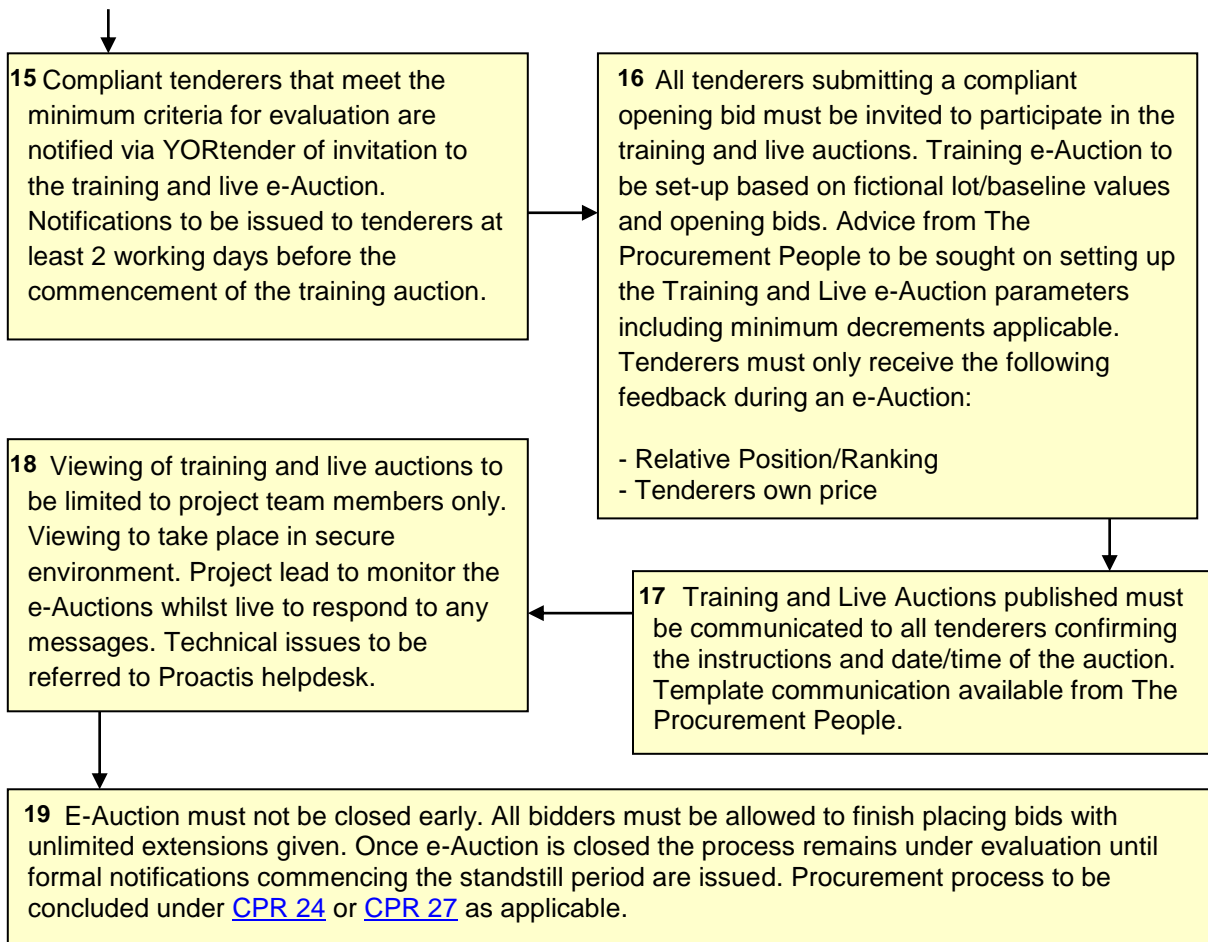 15 Compliant tenderers that meet the
minimum criteria for evaluation are
notified via YORtender of invitation to
the training and live e-Auction.
Notifications to be issued to tenderers at
least 2 working days before the
commencement of the training auction.
16 All tenderers submitting a compliant
opening bid must be invited to participate in the
training and live auctions. Training e-Auction to
be set-up based on fictional lot/baseline values
and opening bids. Advice from The
Procurement People to be sought on setting up
the Training and Live e-Auction parameters
including minimum decrements applicable.
Tenderers must only receive the following
feedback during an e-Auction:
- Relative Position/Ranking
- Tenderers own price
17 Training and Live Auctions published must
be communicated to all tenderers confirming
the instructions and date/time of the auction.
Template communication available from The
Procurement People.
18 Viewing of training and live auctions to
be limited to project team members only.
Viewing to take place in secure
environment. Project lead to monitor the
e-Auctions whilst live to respond to any
messages. Technical issues to be
referred to Proactis helpdesk.
19 E-Auction must not be closed early. All bidders must be allowed to finish placing bids with
unlimited extensions given. Once e-Auction is closed the process remains under evaluation until
formal notifications commencing the standstill period are issued. Procurement process to be
concluded under CPR 24 or CPR 27 as applicable.